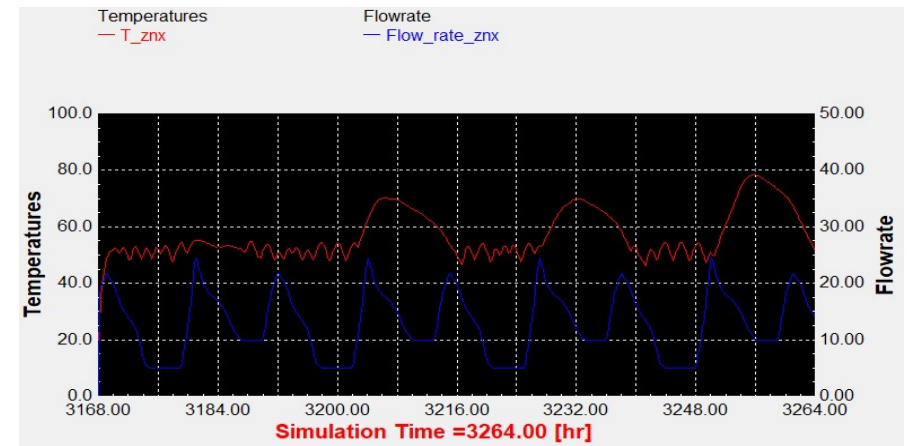 Temperatures Flowrate
— T_znx — Flow_rate_znx
100.0 50.00
80.0 40.00
60.0 30.00
40.0 20.00
20.0 10.00
0.0 0.00
Temperatures
Flowrate
3168.00 3184.00 3200.00 3216.00 3232.00 3248.00 3264.00
Simulation Time =3264.00 [hr]